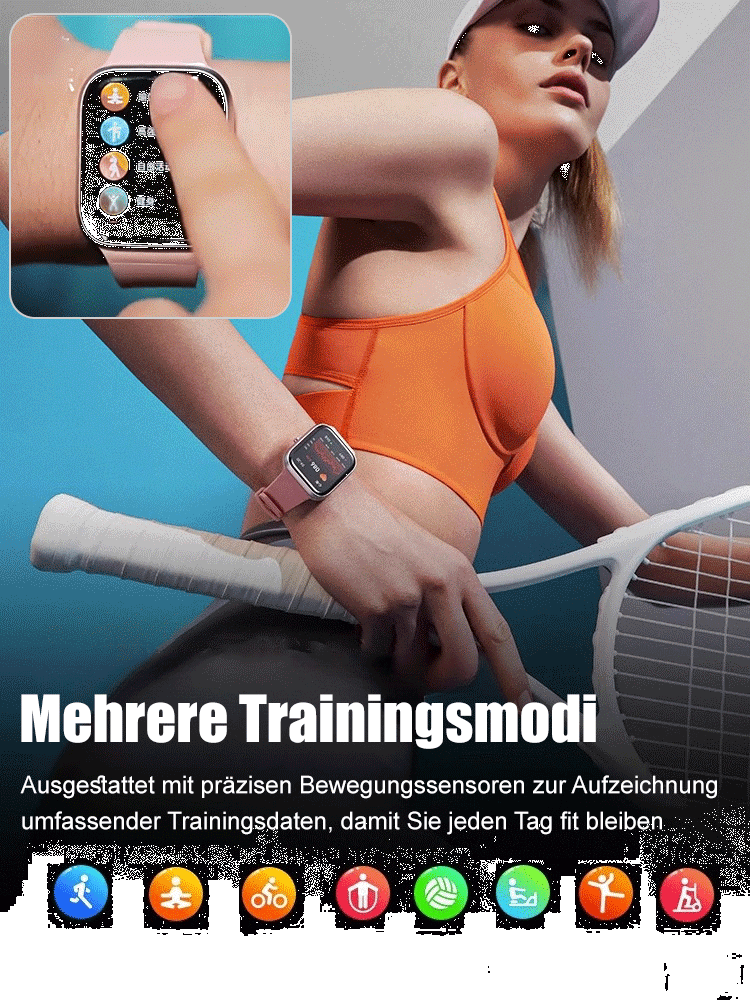 Mehrere Trainingsmodi
Ausgestattet mit präzisen Bewegungssensoren zur Aufzeichnung
umfassender Trainingsdaten, damit Sie jeden Tag fit bleiben